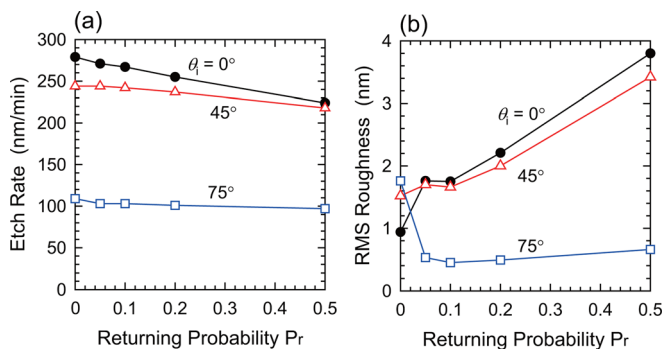 (a)
300
250
200
150
100
50
0
Etch Rate (nm/min)
θi = 0°
45°
75°
0 0.1 0.2 0.3 0.4 0.5
Returning Probability Pr
(b)
4
3
2
1
0
RMS Roughness (nm)
θi = 0°
45°
75°
0 0.1 0.2 0.3 0.4 0.5
Returning Probability Pr